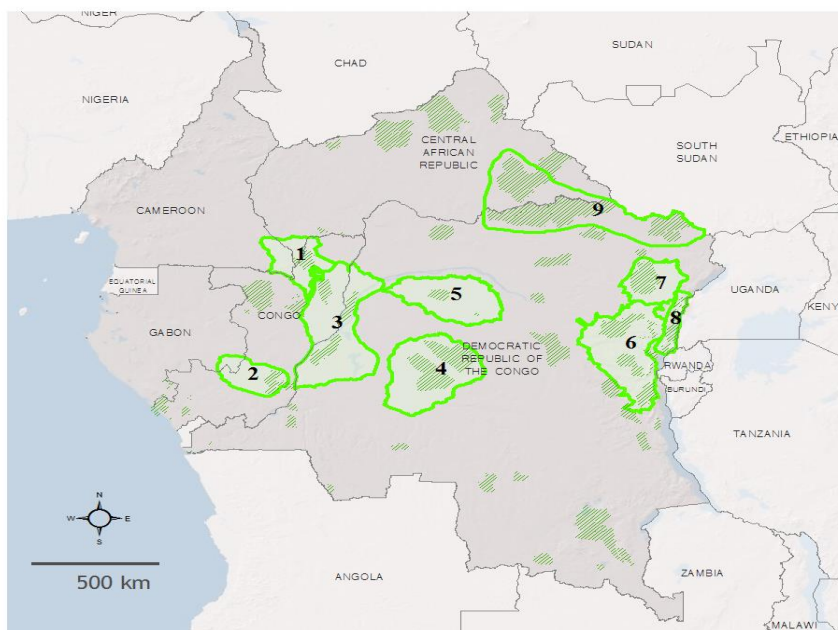 NIGER
SUDAN
CHAD
NIGERIA
CENTRAL
AFRICAN
REPUBLIC
SOUTH
SUDAN
ETHIOPIA
CAMEROON
9
1
EQUATORIAL
GUINEA
7
5
UGANDA
KENY
GABON
CONGO
3
8
6
DEMOCRATIC
REPUBLIC OF
THE CONGO
4
2
RWANDA
BURUNDI
TANZANIA
N
W
E
S
500 km
ANGOLA
ZAMBIA
MALAWI